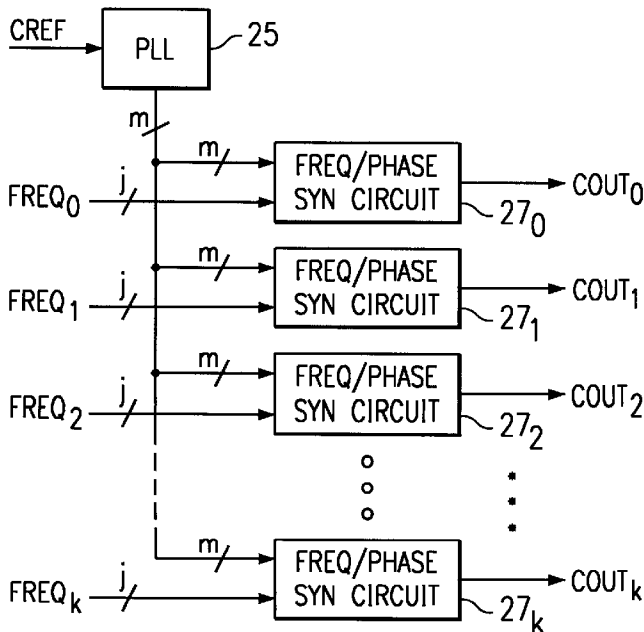 CREF
PLL
25
m
m
FREQ/PHASE
SYN CIRCUIT
j
FREQ₀
COUT₀
27₀
m
FREQ/PHASE
SYN CIRCUIT
j
FREQ₁
COUT₁
27₁
m
FREQ/PHASE
SYN CIRCUIT
j
FREQ₂
COUT₂
27₂
m
FREQ/PHASE
SYN CIRCUIT
j
FREQₖ
COUTₖ
27ₖ